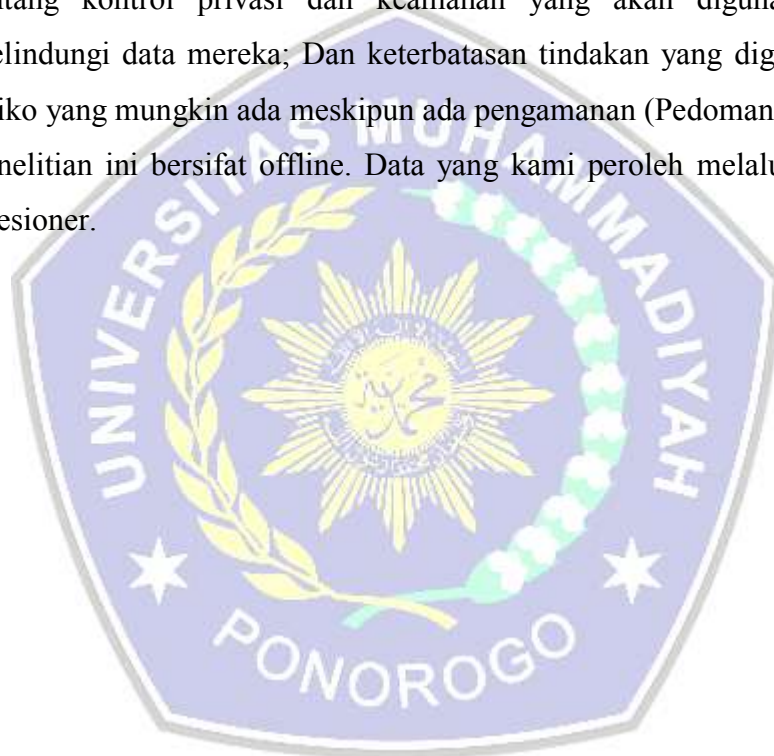 ntang kontrol privasi dan keamanan yang akan diguna
elindungi data mereka; Dan keterbatasan tindakan yang dig
iko yang mungkin ada meskipun ada pengamanan (Pedoman
nelitian ini bersifat offline. Data yang kami peroleh melalu
esioner.
UNIVERSITAS MUHAMMADIYAH
PONOROGO